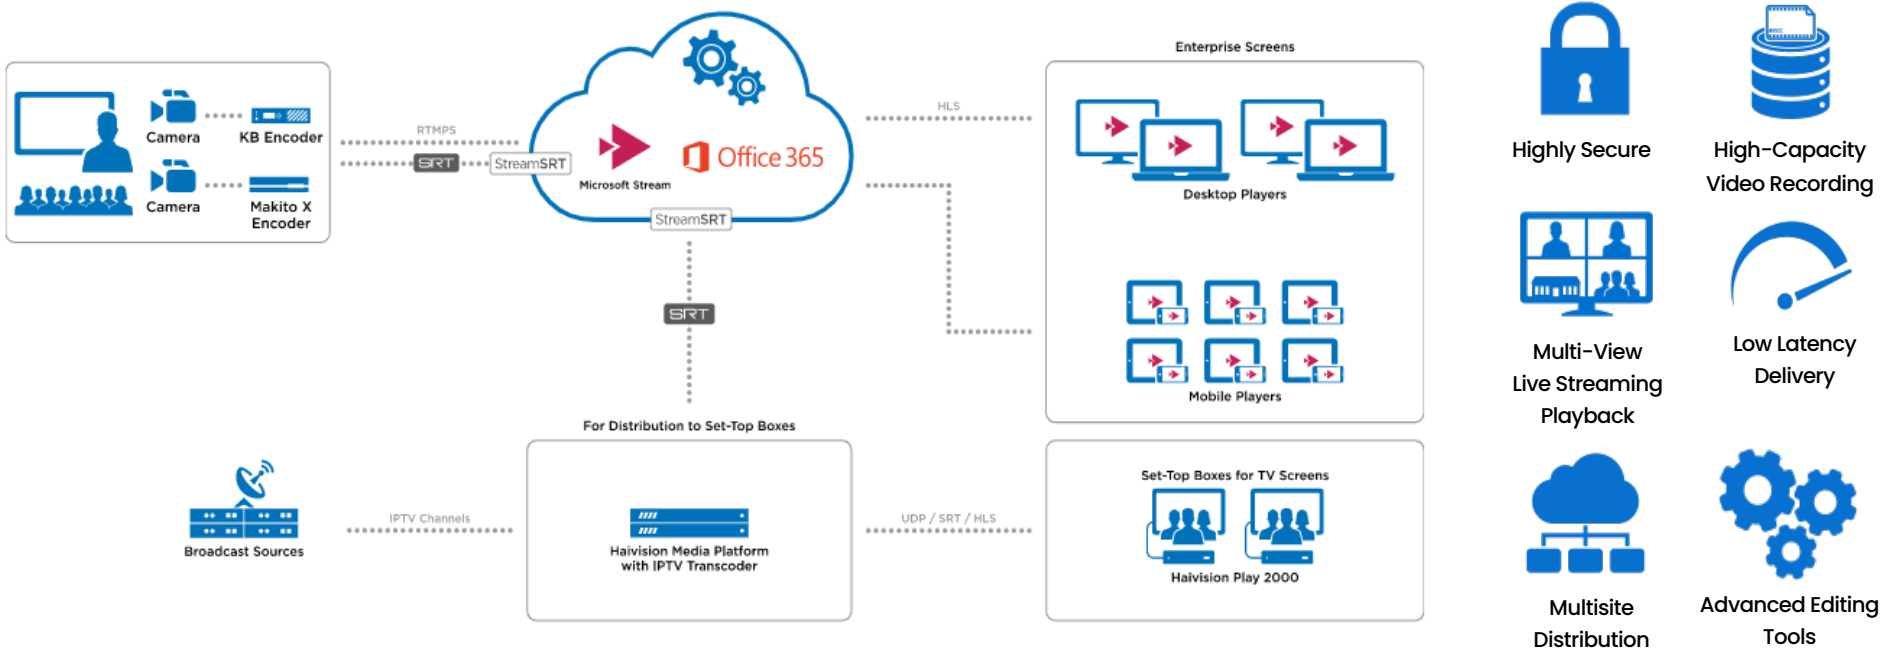 Camera
KB Encoder
Camera
Makito X
Encoder
RTMPS
SRT
StreamSRT
Microsoft Stream
Office 365
StreamSRT
SRT
HLS
Enterprise Screens
Desktop Players
Mobile Players
Broadcast Sources
IPTV Channels
For Distribution to Set-Top Boxes
Haivision Media Platform
with IPTV Transcoder
UDP / SRT / HLS
Set-Top Boxes for TV Screens
Haivision Play 2000
Highly Secure
High-Capacity
Video Recording
Multi-View
Live Streaming
Playback
Low Latency
Delivery
Multisite
Distribution
Advanced Editing
Tools